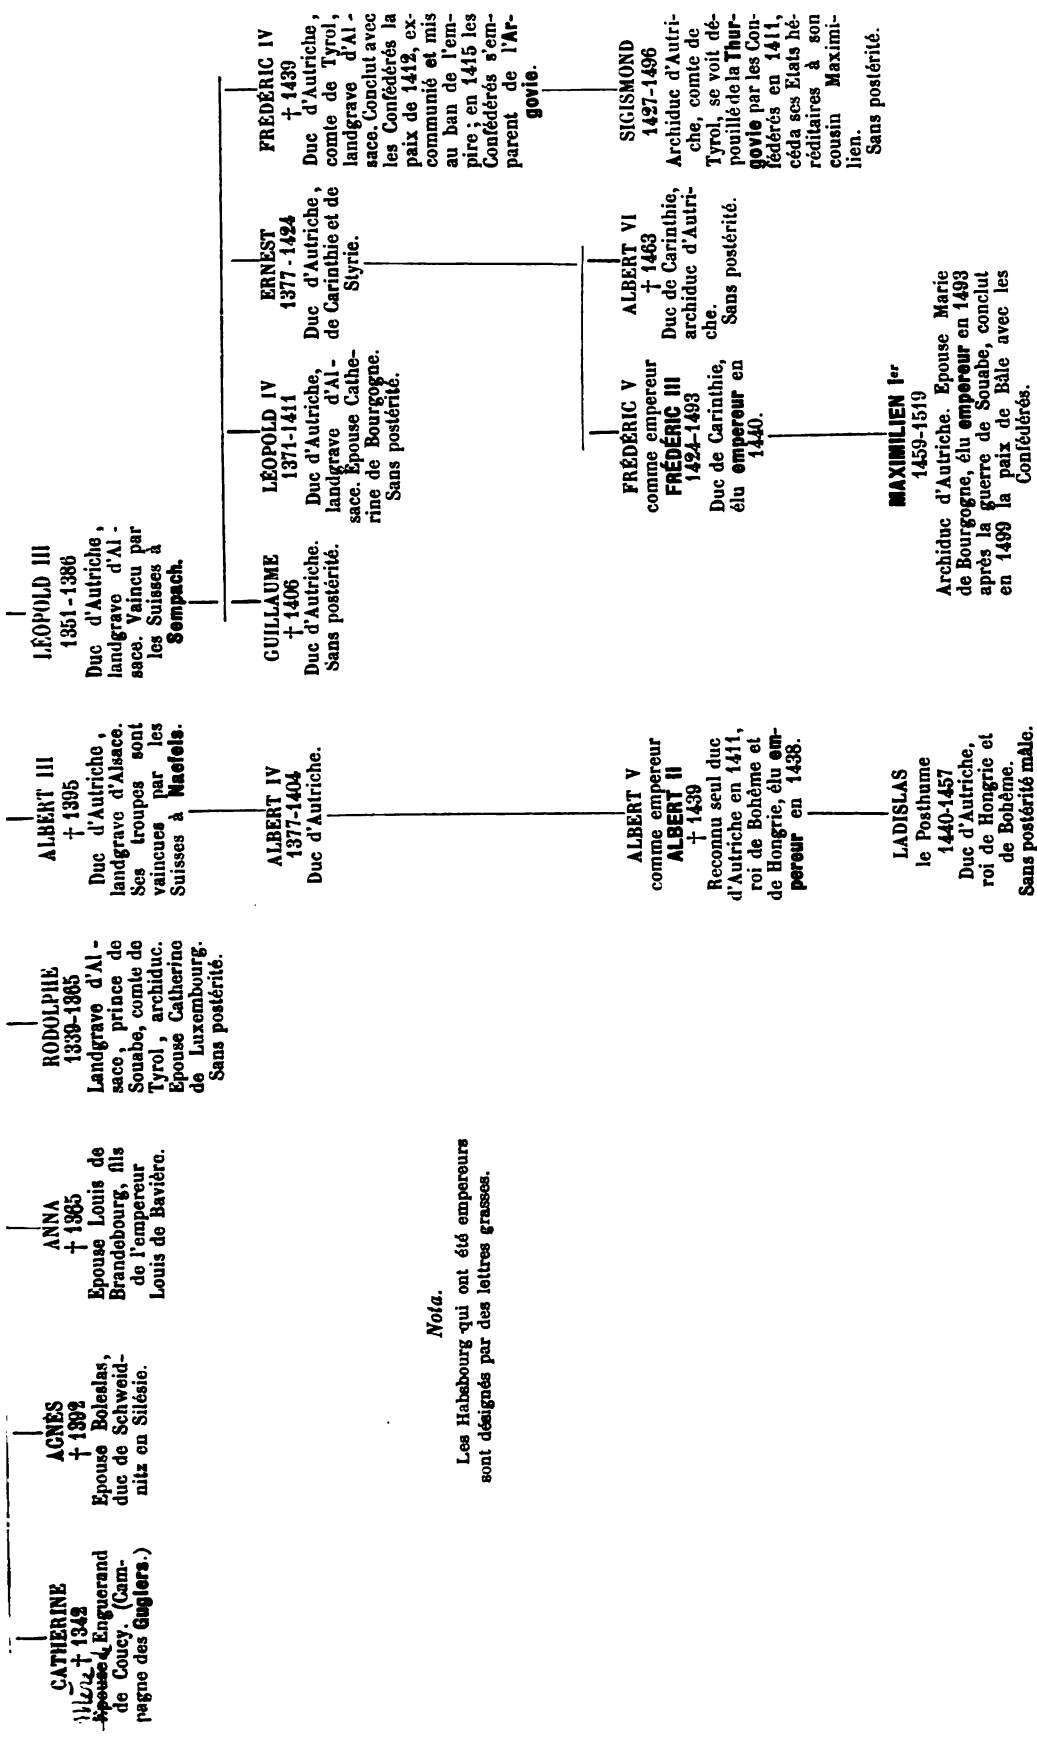 CATHERINE
† 1342
Mère
Epouse d'Enguerand
de Coucy. (Cam-
pagne des Guglers.)
AGNÈS
† 1392
Epouse Boleslas,
duc de Schweid-
nitz en Silésie.
ANNA
† 1365
Epouse Louis de
Brandebourg, fils
de l'empereur
Louis de Bavière.
RODOLPHE
1339-1365
Landgrave d'Al-
sace, prince de
Souabe, comte de
Tyrol, archiduc.
Epouse Catherine
de Luxembourg.
Sans postérité.
ALBERT III
† 1395
Duc d'Autriche,
landgrave d'Alsace.
Ses troupes sont
vaincues par les
Suisses à Naefels.
LÉOPOLD III
1351-1386
Duc d'Autriche,
landgrave d'Al-
sace. Vaincu par
les Suisses à
Sempach.
ALBERT IV
1377-1404
Duc d'Autriche.
GUILLAUME
† 1406
Duc d'Autriche.
Sans postérité.
LÉOPOLD IV
1371-1411
Duc d'Autriche,
landgrave d'Al-
sace. Epouse Cathe-
rine de Bourgogne.
Sans postérité.
ERNEST
1377-1424
Duc d'Autriche,
de Carinthie et de
Styrie.
FRÉDÉRIC IV
† 1439
Duc d'Autriche,
comte de Tyrol,
landgrave d'Al-
sace. Conclut avec
les Confédérés la
paix de 1412, ex-
communié et mis
au ban de l'em-
pire; en 1415 les
Confédérés s'em-
parent de l'Ar-
govie.
ALBERT V
comme empereur
ALBERT II
† 1439
Reconnu seul duc
d'Autriche en 1411,
roi de Bohême et
de Hongrie, élu em-
pereur en 1438.
FRÉDÉRIC V
comme empereur
FRÉDÉRIC III
1424-1493
Duc de Carinthie,
élu empereur en
1440.
ALBERT VI
† 1463
Duc de Carinthie,
archiduc d'Autri-
che.
Sans postérité.
SIGISMOND
1427-1496
Archiduc d'Autri-
che, comte de
Tyrol, se voit dé-
pouillé de la Thur-
govie par les Con-
fédérés en 1411,
céda ses Etats hé-
réditaires à son
cousin Maximi-
lien.
Sans postérité.
LADISLAS
le Posthume
1440-1457
Duc d'Autriche,
roi de Hongrie et
de Bohême.
Sans postérité mâle.
MAXIMILIEN Ier
1459-1519
Archiduc d'Autriche. Epouse Marie
de Bourgogne, élu empereur en 1493
après la guerre de Souabe, conclut
en 1499 la paix de Bâle avec les
Confédérés.
Nota.
Les Habsbourg qui ont été empereurs
sont désignés par des lettres grasses.